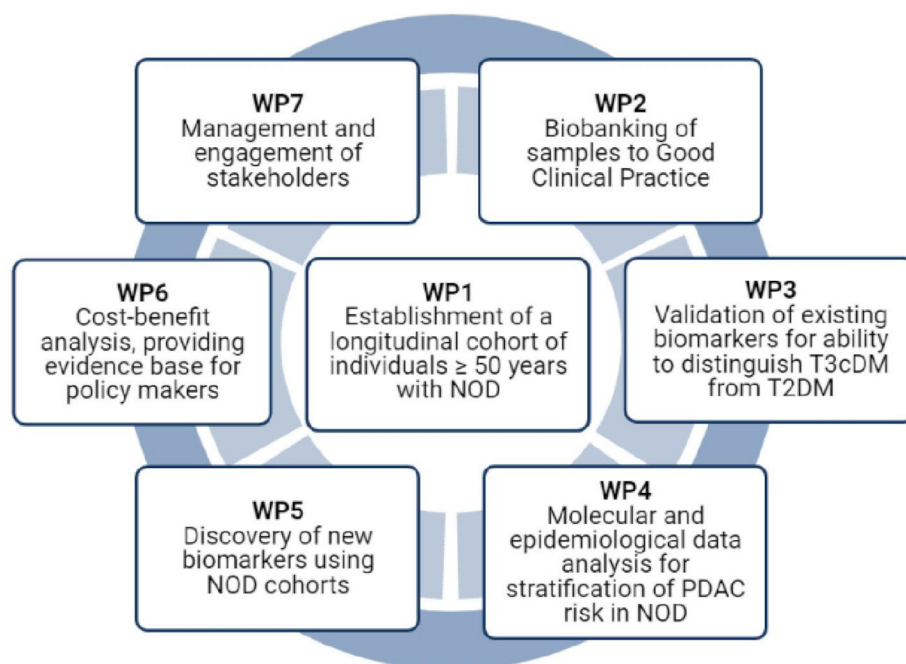 WP7
Management and
engagement of
stakeholders
WP2
Biobanking of
samples to Good
Clinical Practice
WP6
Cost-benefit
analysis, providing
evidence base for
policy makers
WP1
Establishment of a
longitudinal cohort of
individuals ≥ 50 years
with NOD
WP3
Validation of existing
biomarkers for ability
to distinguish T3cDM
from T2DM
WP5
Discovery of new
biomarkers using
NOD cohorts
WP4
Molecular and
epidemiological data
analysis for
stratification of PDAC
risk in NOD